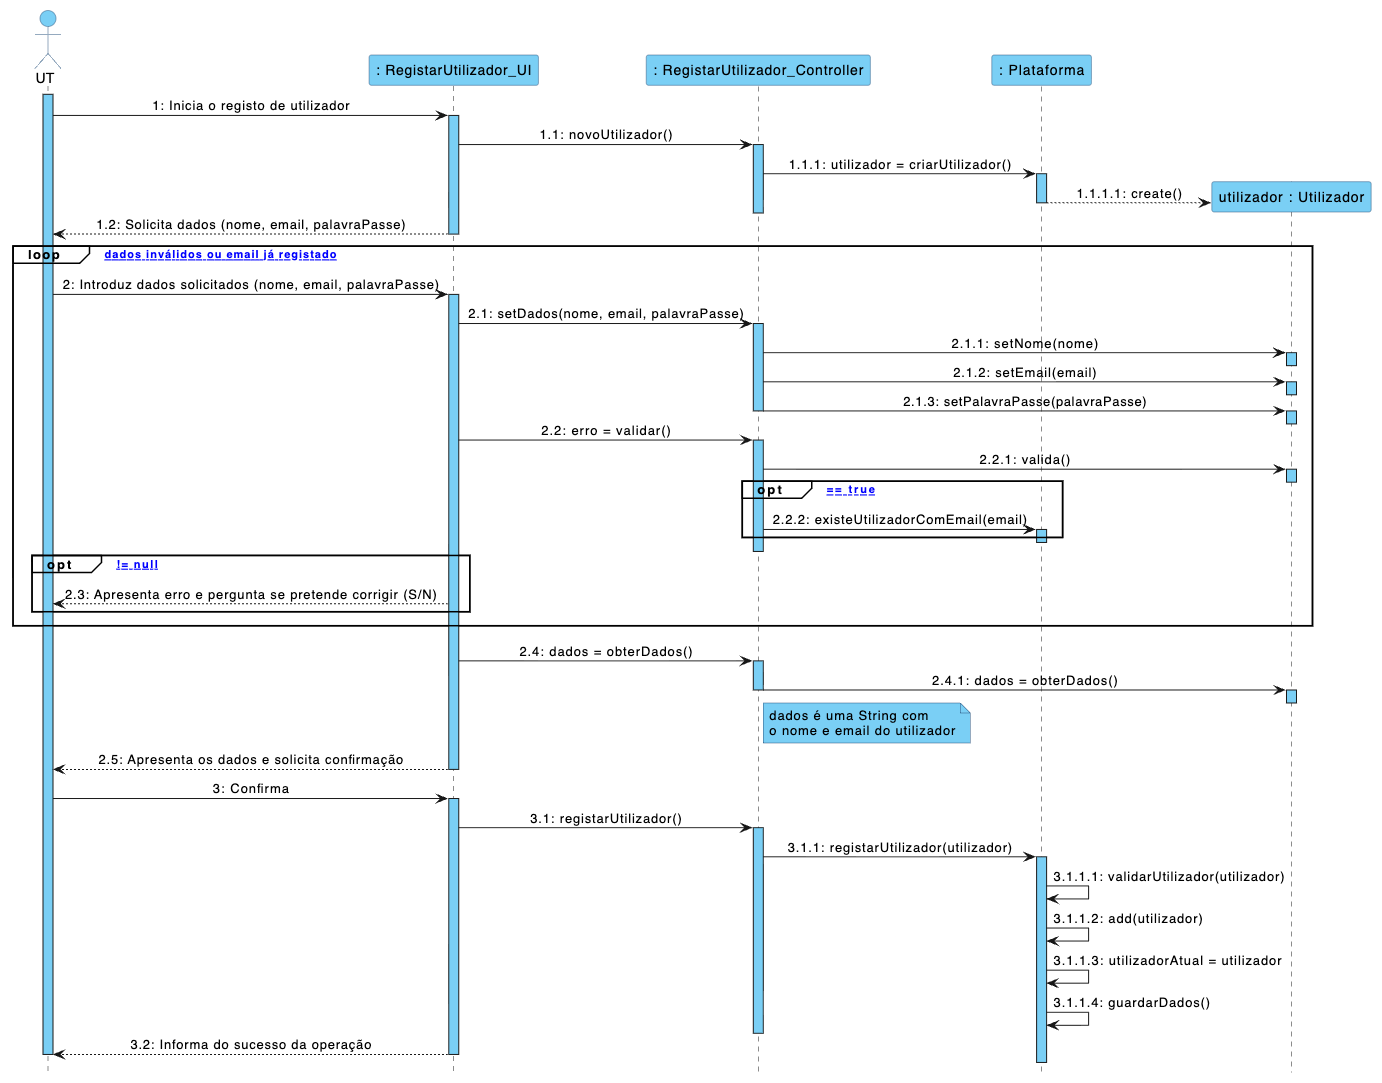 UT
: RegistarUtilizador_UI
: RegistarUtilizador_Controller
: Plataforma
1: Inicia o registo de utilizador
1.1: novoUtilizador()
1.1.1: utilizador = criarUtilizador()
1.1.1.1: create()
utilizador : Utilizador
1.2: Solicita dados (nome, email, palavraPasse)
loop
dados inválidos ou email já registado
2: Introduz dados solicitados (nome, email, palavraPasse)
2.1: setDados(nome, email, palavraPasse)
2.1.1: setNome(nome)
2.1.2: setEmail(email)
2.1.3: setPalavraPasse(palavraPasse)
2.2: erro = validar()
2.2.1: valida()
opt
== true
2.2.2: existeUtilizadorComEmail(email)
opt
!= null
2.3: Apresenta erro e pergunta se pretende corrigir (S/N)
2.4: dados = obterDados()
2.4.1: dados = obterDados()
dados é uma String com
o nome e email do utilizador
2.5: Apresenta os dados e solicita confirmação
3: Confirma
3.1: registarUtilizador()
3.1.1: registarUtilizador(utilizador)
3.1.1.1: validarUtilizador(utilizador)
3.1.1.2: add(utilizador)
3.1.1.3: utilizadorAtual = utilizador
3.1.1.4: guardarDados()
3.2: Informa do sucesso da operação